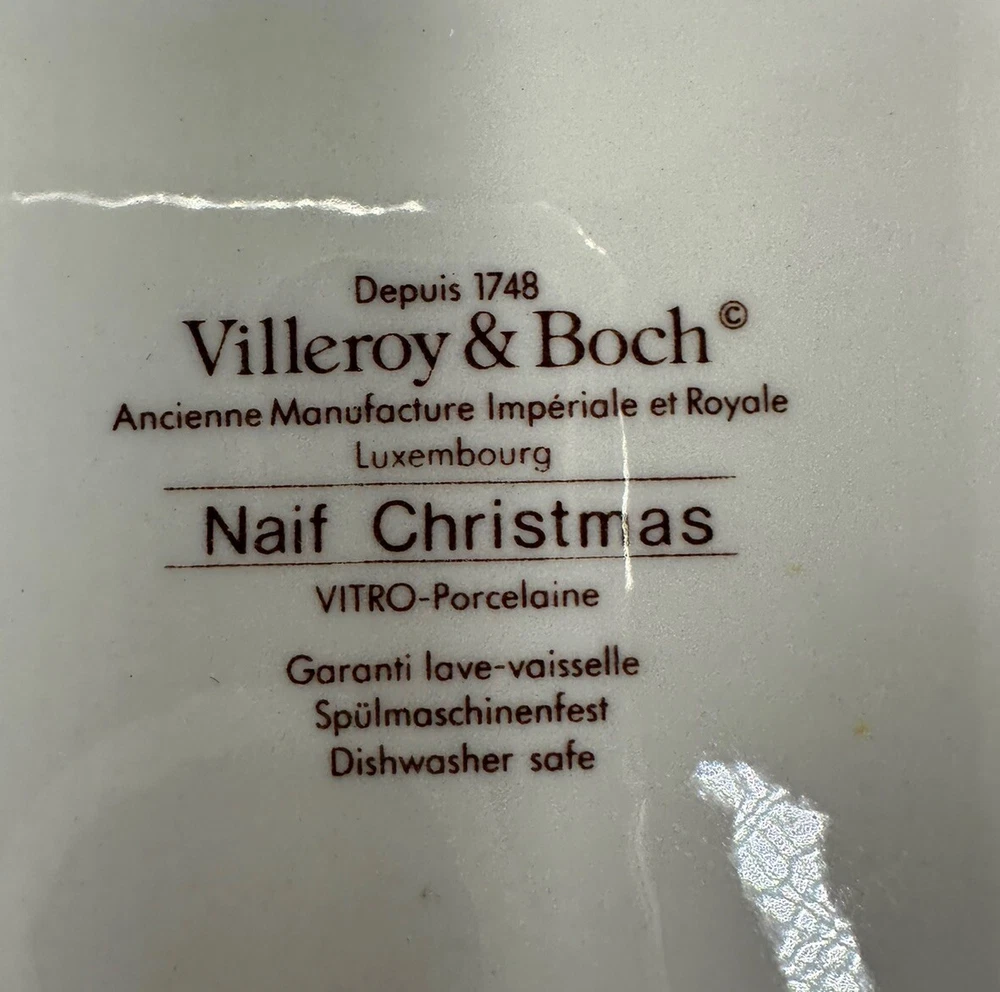 Depuis 1748
Villeroy & Boch©
Ancienne Manufacture Impériale et Royale
Luxembourg
Naif Christmas
VITRO-Porcelaine
Garanti lave-vaisselle
Spülmaschinenfest
Dishwasher safe